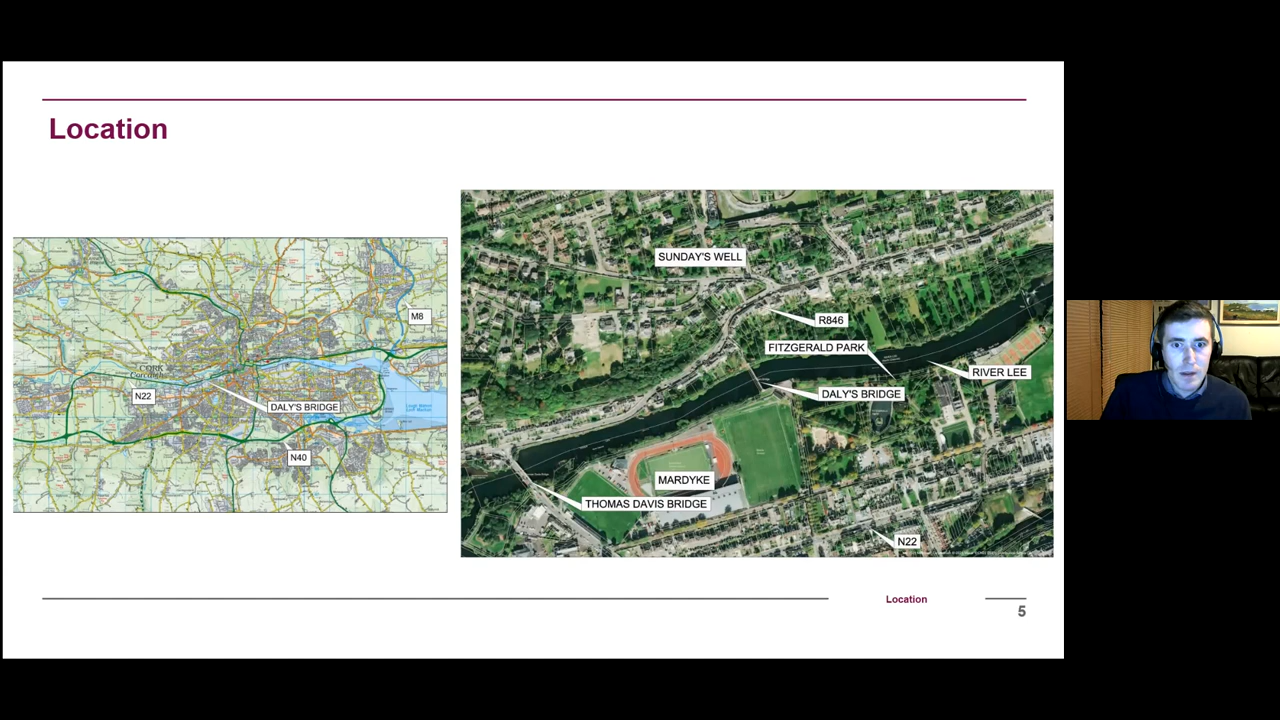 Location
M8
CORK
N22
DALY'S BRIDGE
N40
SUNDAY'S WELL
R846
FITZGERALD PARK
RIVER LEE
DALY'S BRIDGE
MARDYKE
THOMAS DAVIS BRIDGE
N22
Location
5